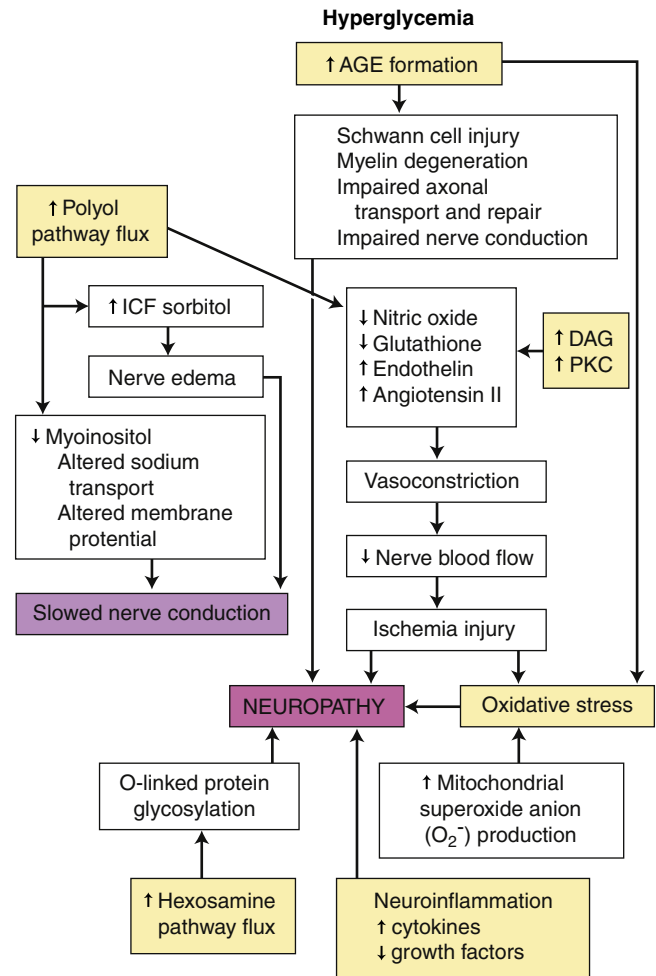 Hyperglycemia
↑ AGE formation
Schwann cell injury
Myelin degeneration
Impaired axonal
transport and repair
Impaired nerve conduction
↑ Polyol
pathway flux
↑ ICF sorbitol
Nerve edema
↓ Nitric oxide
↓ Glutathione
↑ Endothelin
↑ Angiotensin II
↑ DAG
↑ PKC
↓ Myoinositol
Altered sodium
transport
Altered membrane
protential
Vasoconstriction
↓ Nerve blood flow
Slowed nerve conduction
Ischemia injury
NEUROPATHY
Oxidative stress
O-linked protein
glycosylation
↑ Mitochondrial
superoxide anion
(O₂⁻) production
↑ Hexosamine
pathway flux
Neuroinflammation
↑ cytokines
↓ growth factors